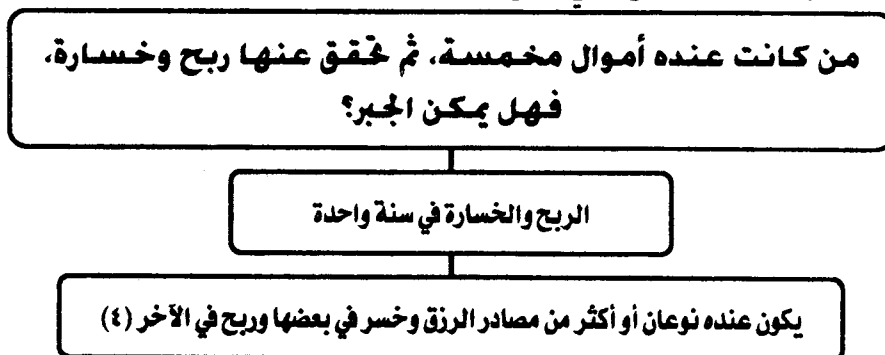 من كانت عنده أموال مخمسة، ثم تحقق عنها ربح وخسارة،
فهل يمكن الجبر؟
الربح والخسارة في سنة واحدة
يكون عنده نوعان أو أكثر من مصادر الرزق وخسر في بعضها وربح في الآخر (٤)